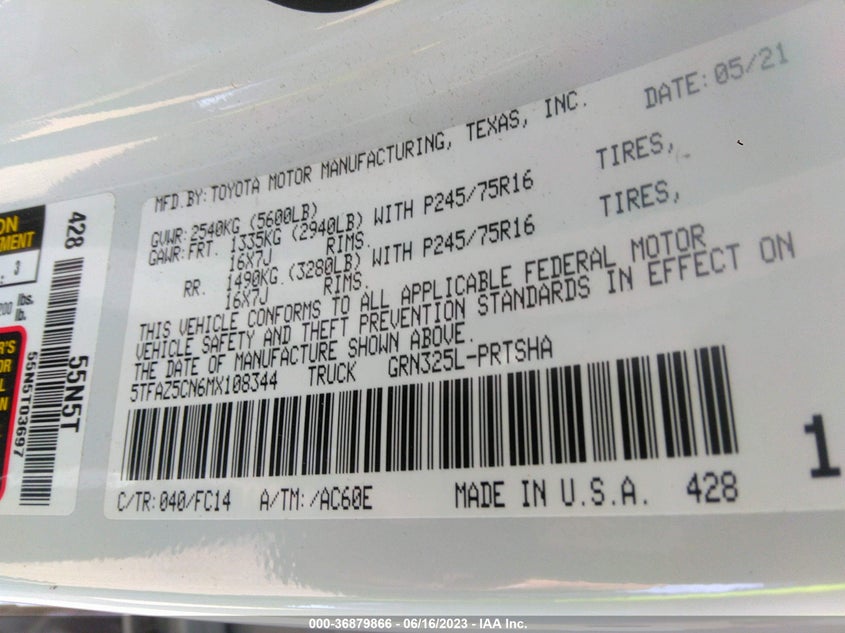 MFD.BY:TOYOTA MOTOR MANUFACTURING, TEXAS, INC. DATE:05/21
GVWR: 2540KG (5600LB)
GAWR: FRT. 1335KG (2940LB) WITH P245/75R16 TIRES,
16X7J RIMS.
RR. 1490KG (3280LB) WITH P245/75R16 TIRES,
16X7J RIMS.
THIS VEHICLE CONFORMS TO ALL APPLICABLE FEDERAL MOTOR
VEHICLE SAFETY AND THEFT PREVENTION STANDARDS IN EFFECT ON
THE DATE OF MANUFACTURE SHOWN ABOVE.
5TFAZ5CN6MX108344 TRUCK GRN325L-PRTSHA
C/TR:040/FC14 A/TM:/AC60E MADE IN U.S.A. 428
1
428
55N5T
55N5T03697
3
lbs.
lb.
000-36879866 - 06/16/2023 - IAA Inc.